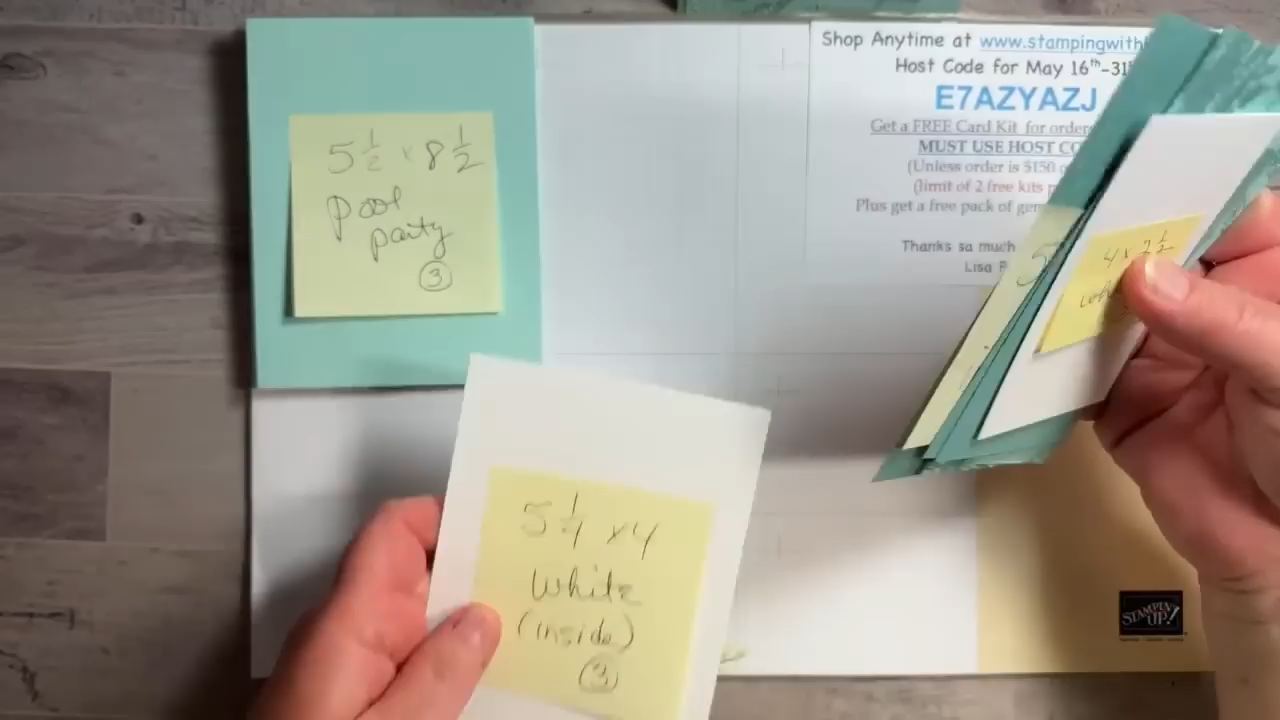 Shop Anytime at www.stampingwith
Host Code for May 16th-31
E7AZYAZJ
Get a FREE Card Kit for order
MUST USE HOST CO
(Unless order is $150
(limit of 2 free kits
Plus get a free pack of
Thanks sa much
Lisa
5 1/2 x 8 1/2
pool
party
3
4 x 2 1/2
5 1/4 x 4
White
(inside)
3
STAMPIN' UP!